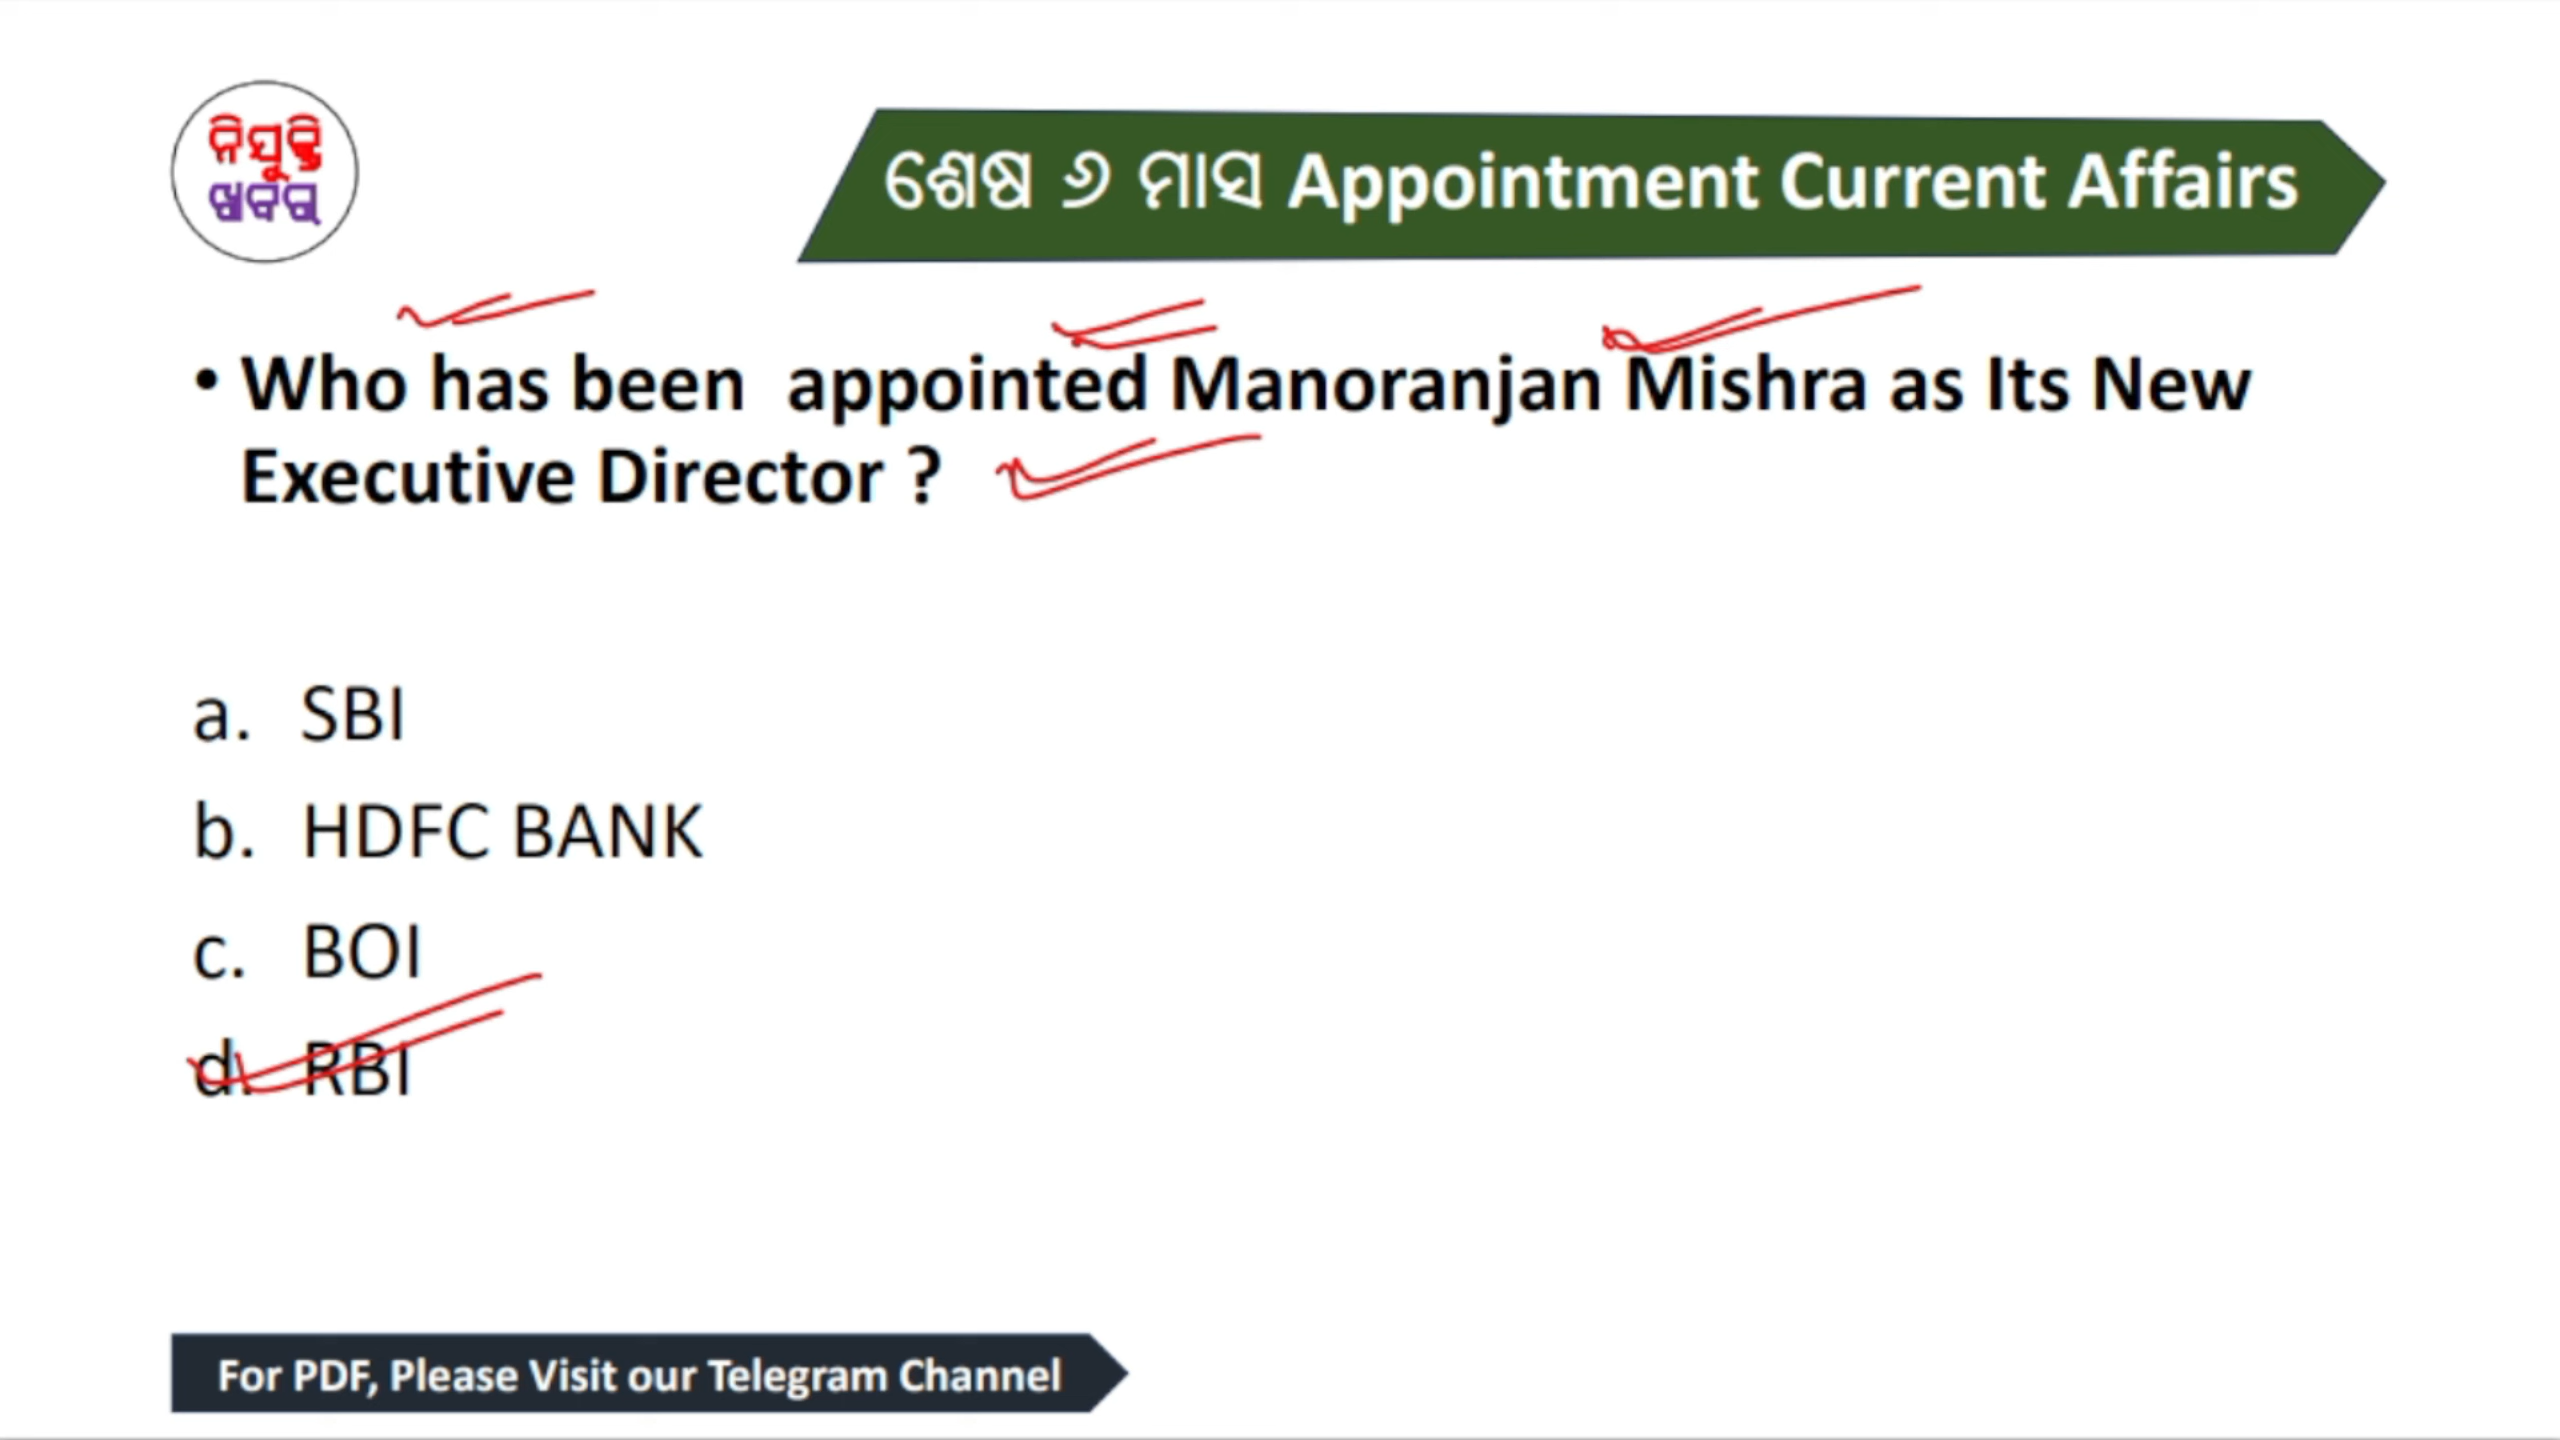 ନିଯୁକ୍ତି
ଖବର
ଶେଷ ୬ ମାସ Appointment Current Affairs
• Who has been appointed Manoranjan Mishra as Its New
Executive Director ?
a. SBI
b. HDFC BANK
c. BOI
d. RBI
For PDF, Please Visit our Telegram Channel